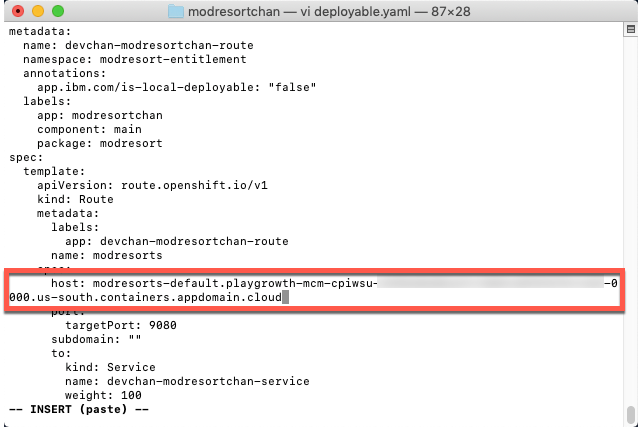 modresortchan — vi deployable.yaml — 87×28
metadata:
  name: devchan-modresortchan-route
  namespace: modresort-entitlement
  annotations:
    app.ibm.com/is-local-deployable: "false"
  labels:
    app: modresortchan
    component: main
    package: modresort
spec:
  template:
    apiVersion: route.openshift.io/v1
    kind: Route
    metadata:
      labels:
        app: devchan-modresortchan-route
      name: modresorts
    spec:
      host: modresorts-default.playgrowth-mcm-cpiwsu- -0
000.us-south.containers.appdomain.cloud
      port:
        targetPort: 9080
      subdomain: ""
      to:
        kind: Service
        name: devchan-modresortchan-service
        weight: 100
-- INSERT (paste) --